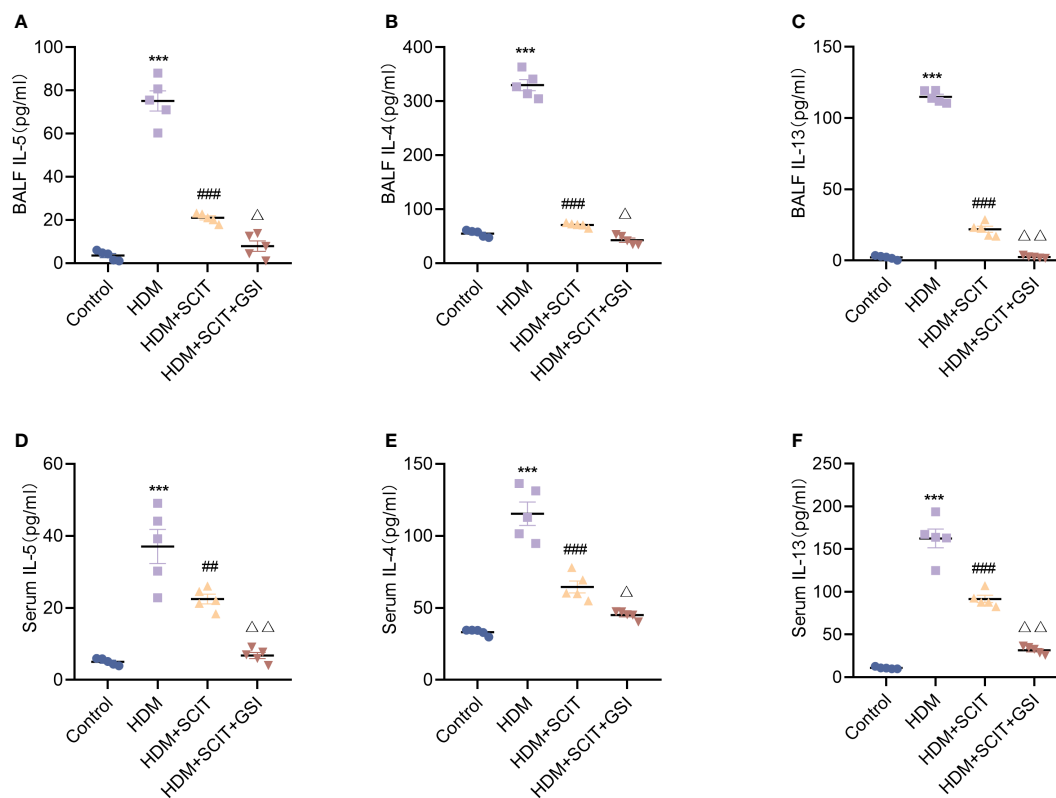 A
BALF IL-5(pg/ml)
100
80
60
40
20
0
***
###
△
Control
HDM
HDM+SCIT
HDM+SCIT+GSI
B
BALF IL-4(pg/ml)
400
300
200
100
0
***
###
△
Control
HDM
HDM+SCIT
HDM+SCIT+GSI
C
BALF IL-13(pg/ml)
150
100
50
0
***
###
△△
Control
HDM
HDM+SCIT
HDM+SCIT+GSI
D
Serum IL-5(pg/ml)
60
40
20
0
***
##
△△
Control
HDM
HDM+SCIT
HDM+SCIT+GSI
E
Serum IL-4(pg/ml)
150
100
50
0
***
###
△
Control
HDM
HDM+SCIT
HDM+SCIT+GSI
F
Serum IL-13(pg/ml)
250
200
150
100
50
0
***
###
△△
Control
HDM
HDM+SCIT
HDM+SCIT+GSI